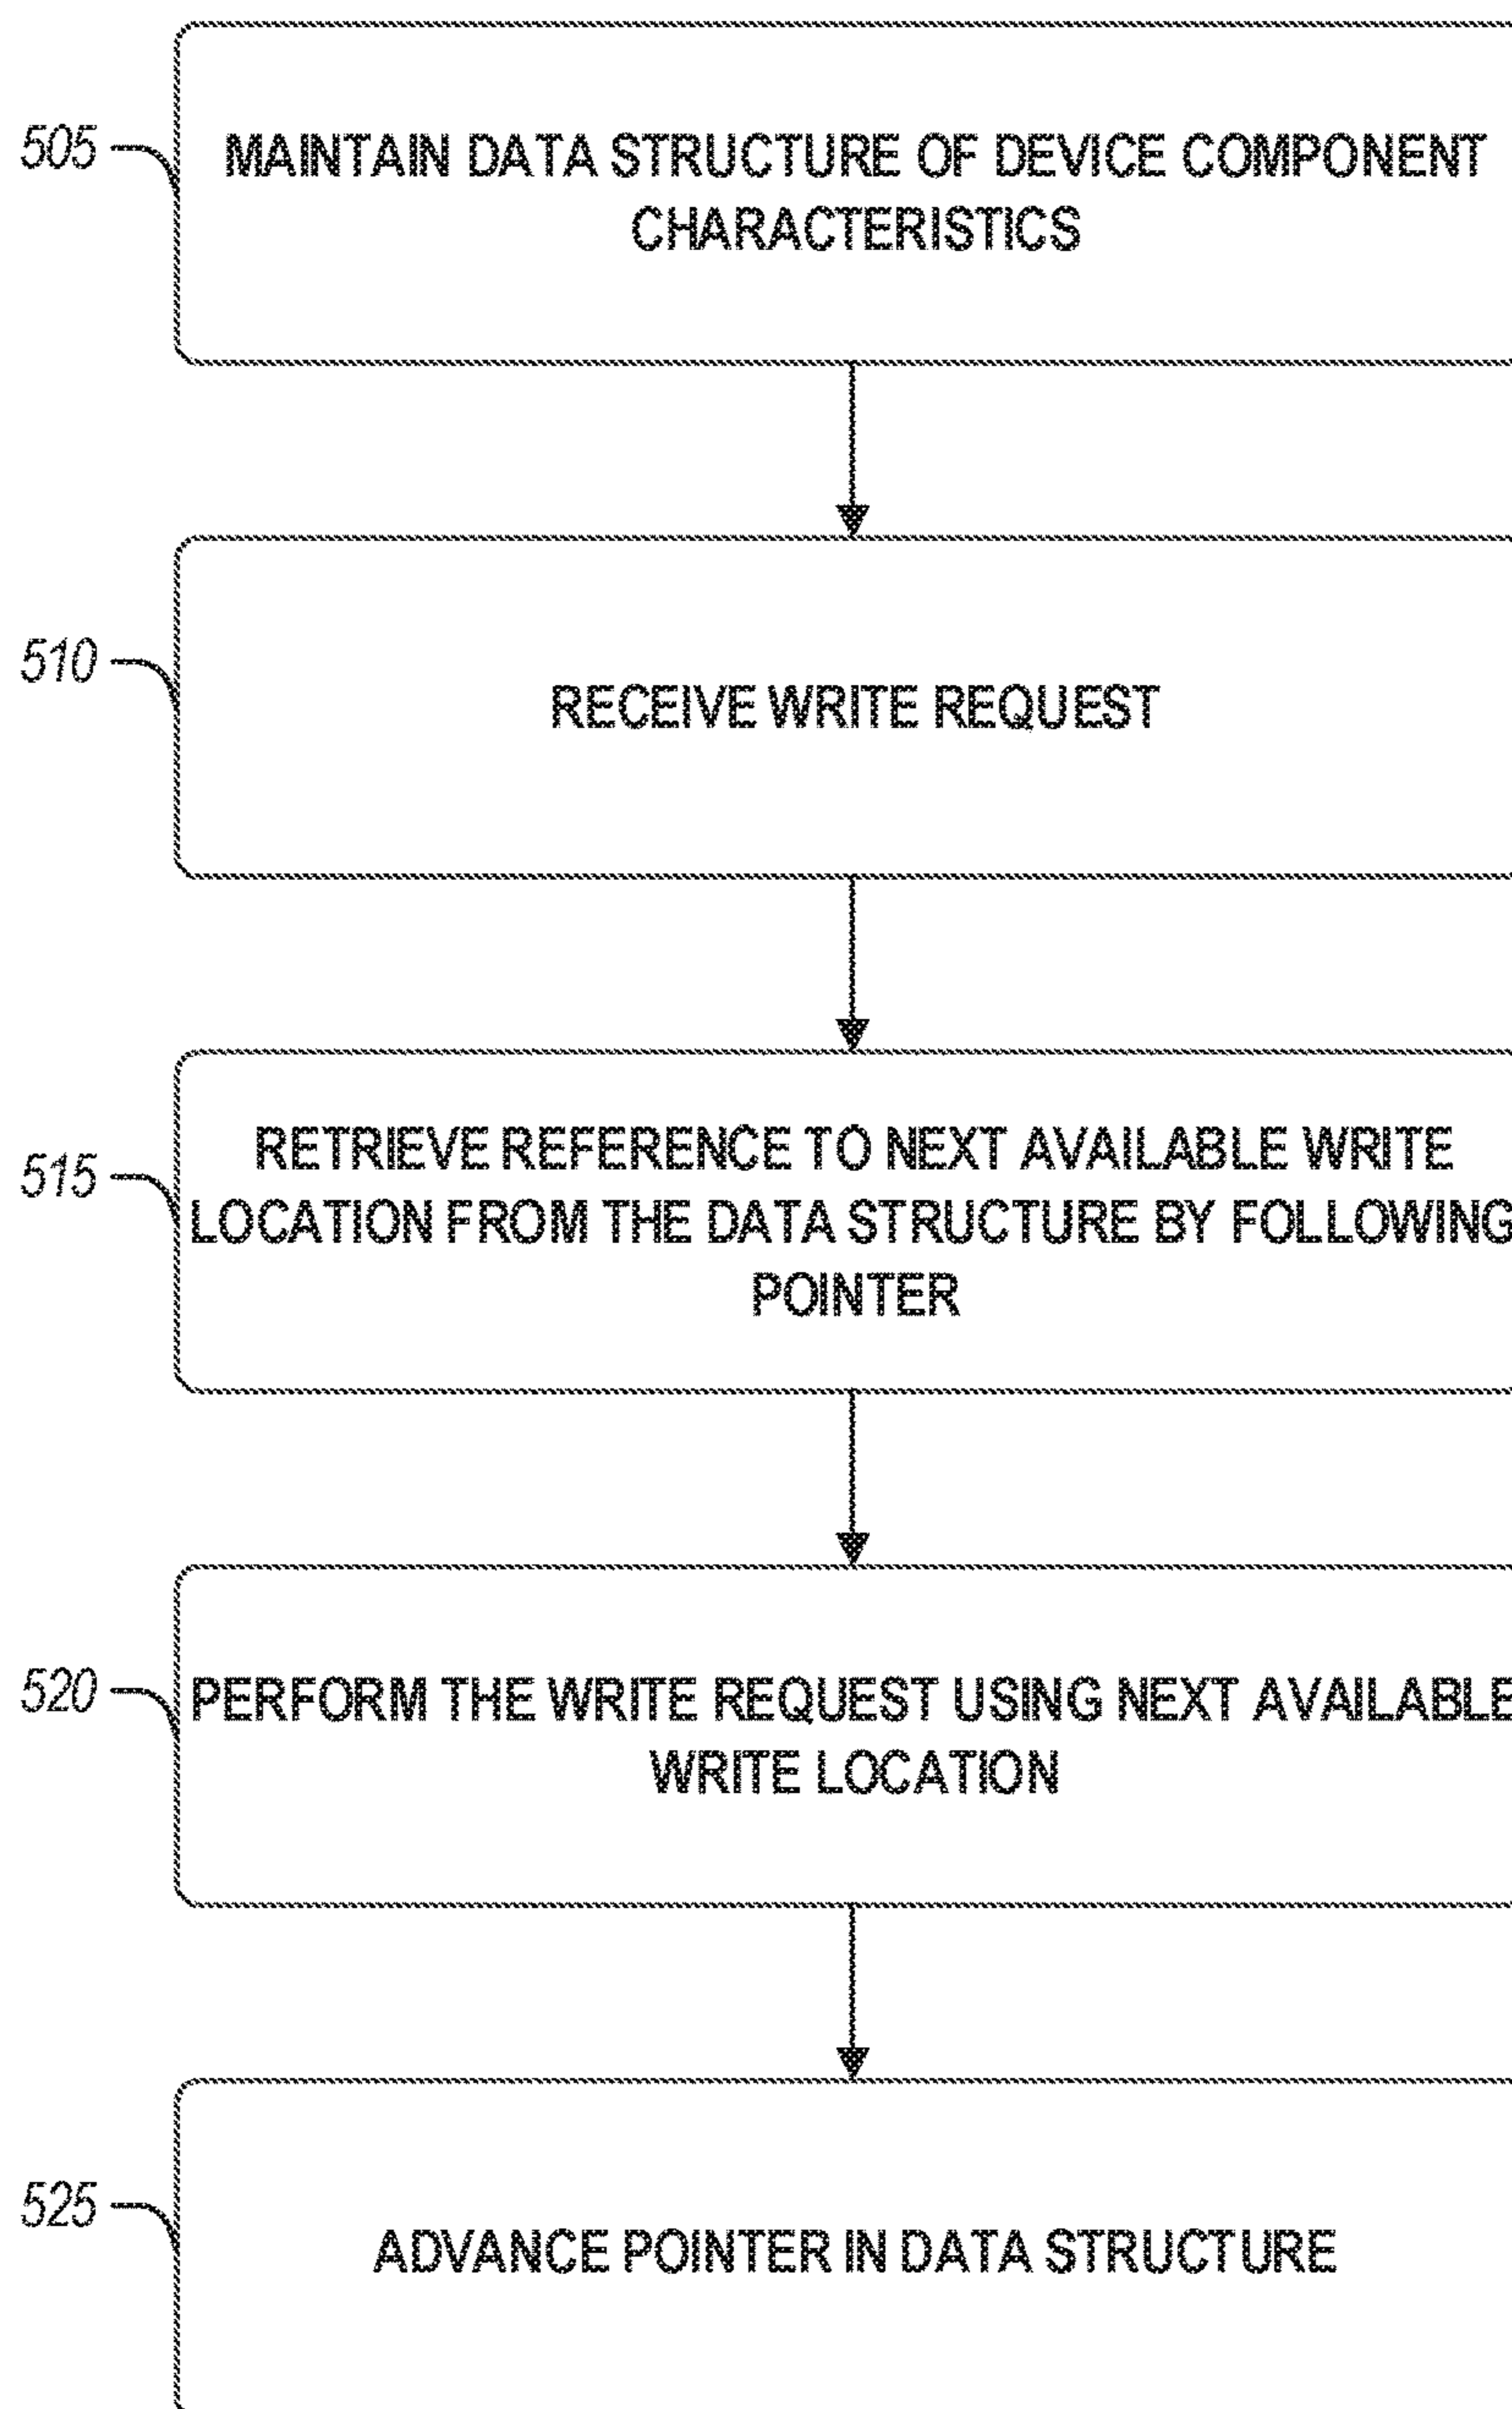 505
MAINTAIN DATA STRUCTURE OF DEVICE COMPONENT
CHARACTERISTICS
510
RECEIVE WRITE REQUEST
515
RETRIEVE REFERENCE TO NEXT AVAILABLE WRITE
LOCATION FROM THE DATA STRUCTURE BY FOLLOWING
POINTER
520
PERFORM THE WRITE REQUEST USING NEXT AVAILABLE
WRITE LOCATION
525
ADVANCE POINTER IN DATA STRUCTURE